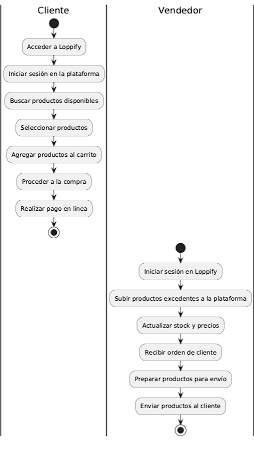 Cliente
Vendedor
Acceder a Loppify
Iniciar sesión en la plataforma
Buscar productos disponibles
Seleccionar productos
Agregar productos al carrito
Proceder a la compra
Realizar pago en línea
Iniciar sesión en Loppify
Subir productos excedentes a la plataforma
Actualizar stock y precios
Recibir orden de cliente
Preparar productos para envío
Enviar productos al cliente